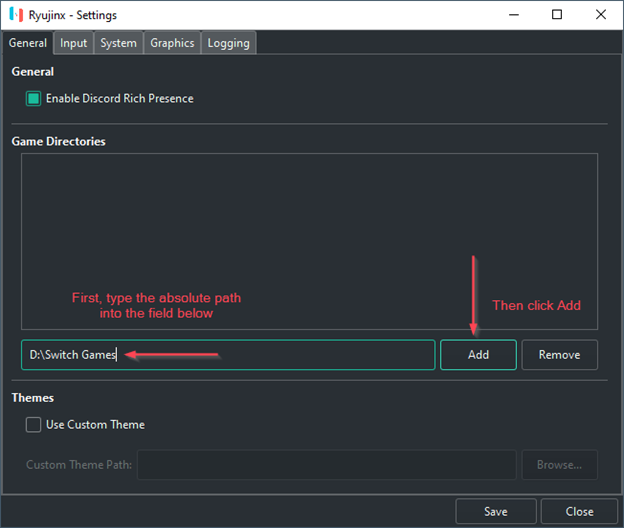 Ryujinx - Settings
General Input System Graphics Logging
General
Enable Discord Rich Presence
Game Directories
First, type the absolute path
into the field below
Then click Add
D:\Switch Games
Add
Remove
Themes
Use Custom Theme
Custom Theme Path:
Browse...
Save
Close